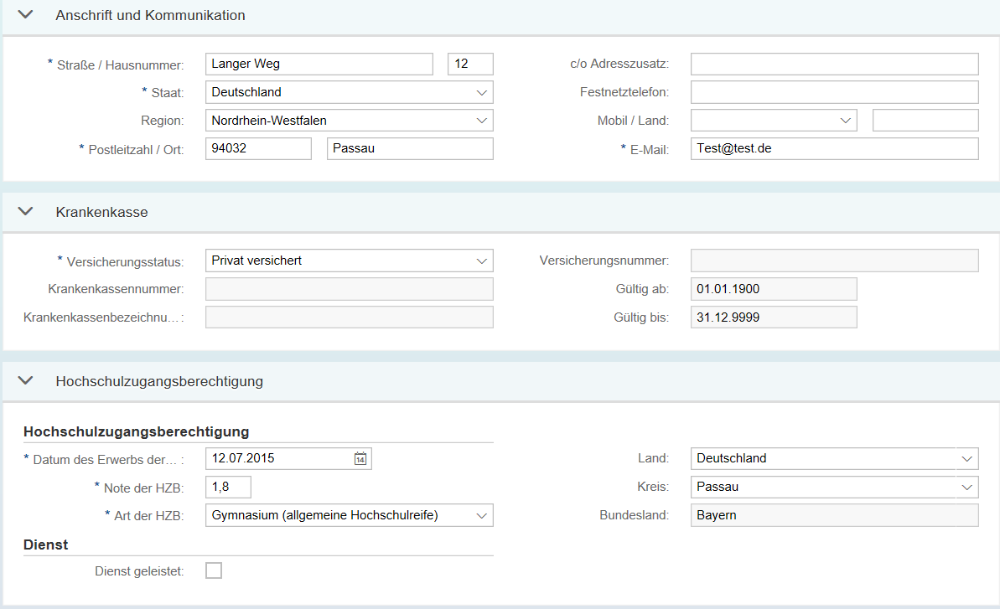 Anschrift und Kommunikation
* Straße / Hausnummer: Langer Weg 12 c/o Adresszusatz:
* Staat: Deutschland Festnetztelefon:
Region: Nordrhein-Westfalen Mobil / Land:
* Postleitzahl / Ort: 94032 Passau * E-Mail: Test@test.de
Krankenkasse
* Versicherungsstatus: Privat versichert Versicherungsnummer:
Krankenkassennummer: Gültig ab: 01.01.1900
Krankenkassenbezeichnu...: Gültig bis: 31.12.9999
Hochschulzugangsberechtigung
Hochschulzugangsberechtigung
* Datum des Erwerbs der... : 12.07.2015 14 Land: Deutschland
* Note der HZB: 1,8 Kreis: Passau
* Art der HZB: Gymnasium (allgemeine Hochschulreife) Bundesland: Bayern
Dienst
Dienst geleistet: